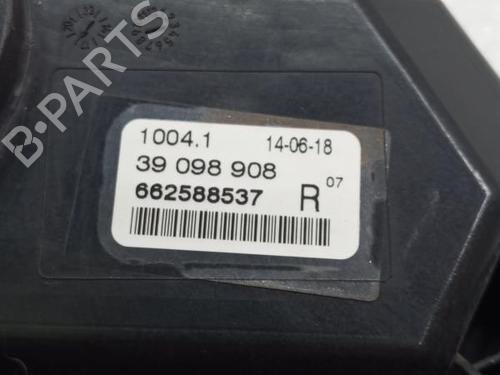 1004.1 14-06-18
39 098 908
662588537 R 07
B-PARTS